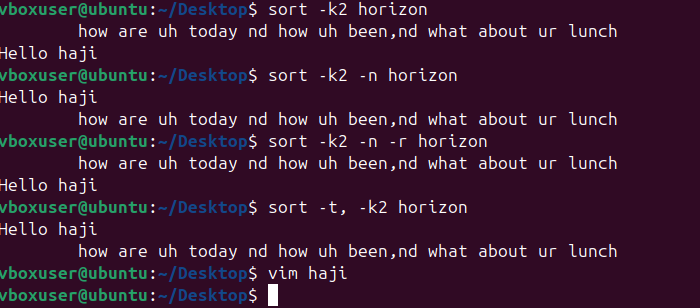 vboxuser@ubuntu:~/Desktop$ sort -k2 horizon
        how are uh today nd how uh been,nd what about ur lunch
Hello haji
vboxuser@ubuntu:~/Desktop$ sort -k2 -n horizon
Hello haji
        how are uh today nd how uh been,nd what about ur lunch
vboxuser@ubuntu:~/Desktop$ sort -k2 -n -r horizon
        how are uh today nd how uh been,nd what about ur lunch
Hello haji
vboxuser@ubuntu:~/Desktop$ sort -t, -k2 horizon
Hello haji
        how are uh today nd how uh been,nd what about ur lunch
vboxuser@ubuntu:~/Desktop$ vim haji
vboxuser@ubuntu:~/Desktop$